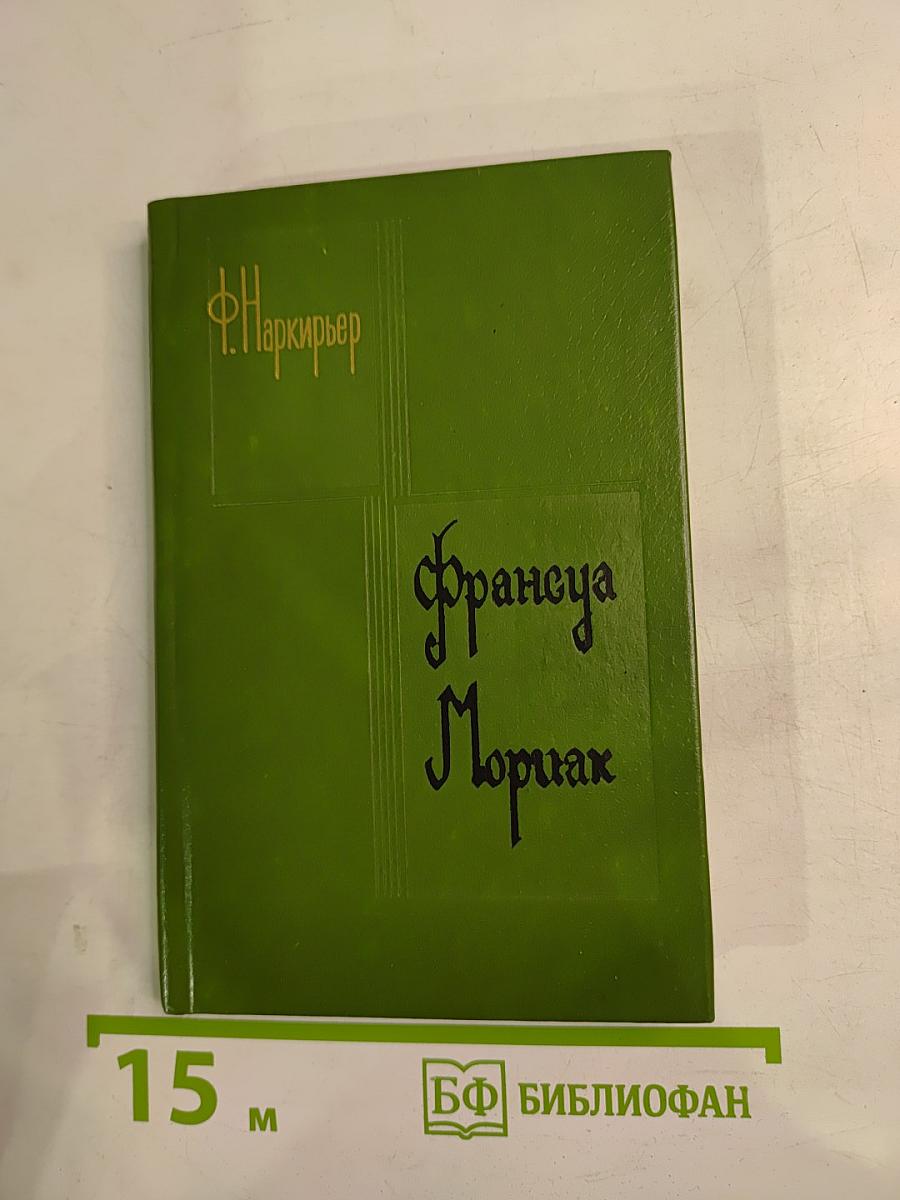 Ф. Наркирьер
Франсуа
Мориак
15 м
БФ БИБЛИОФАН